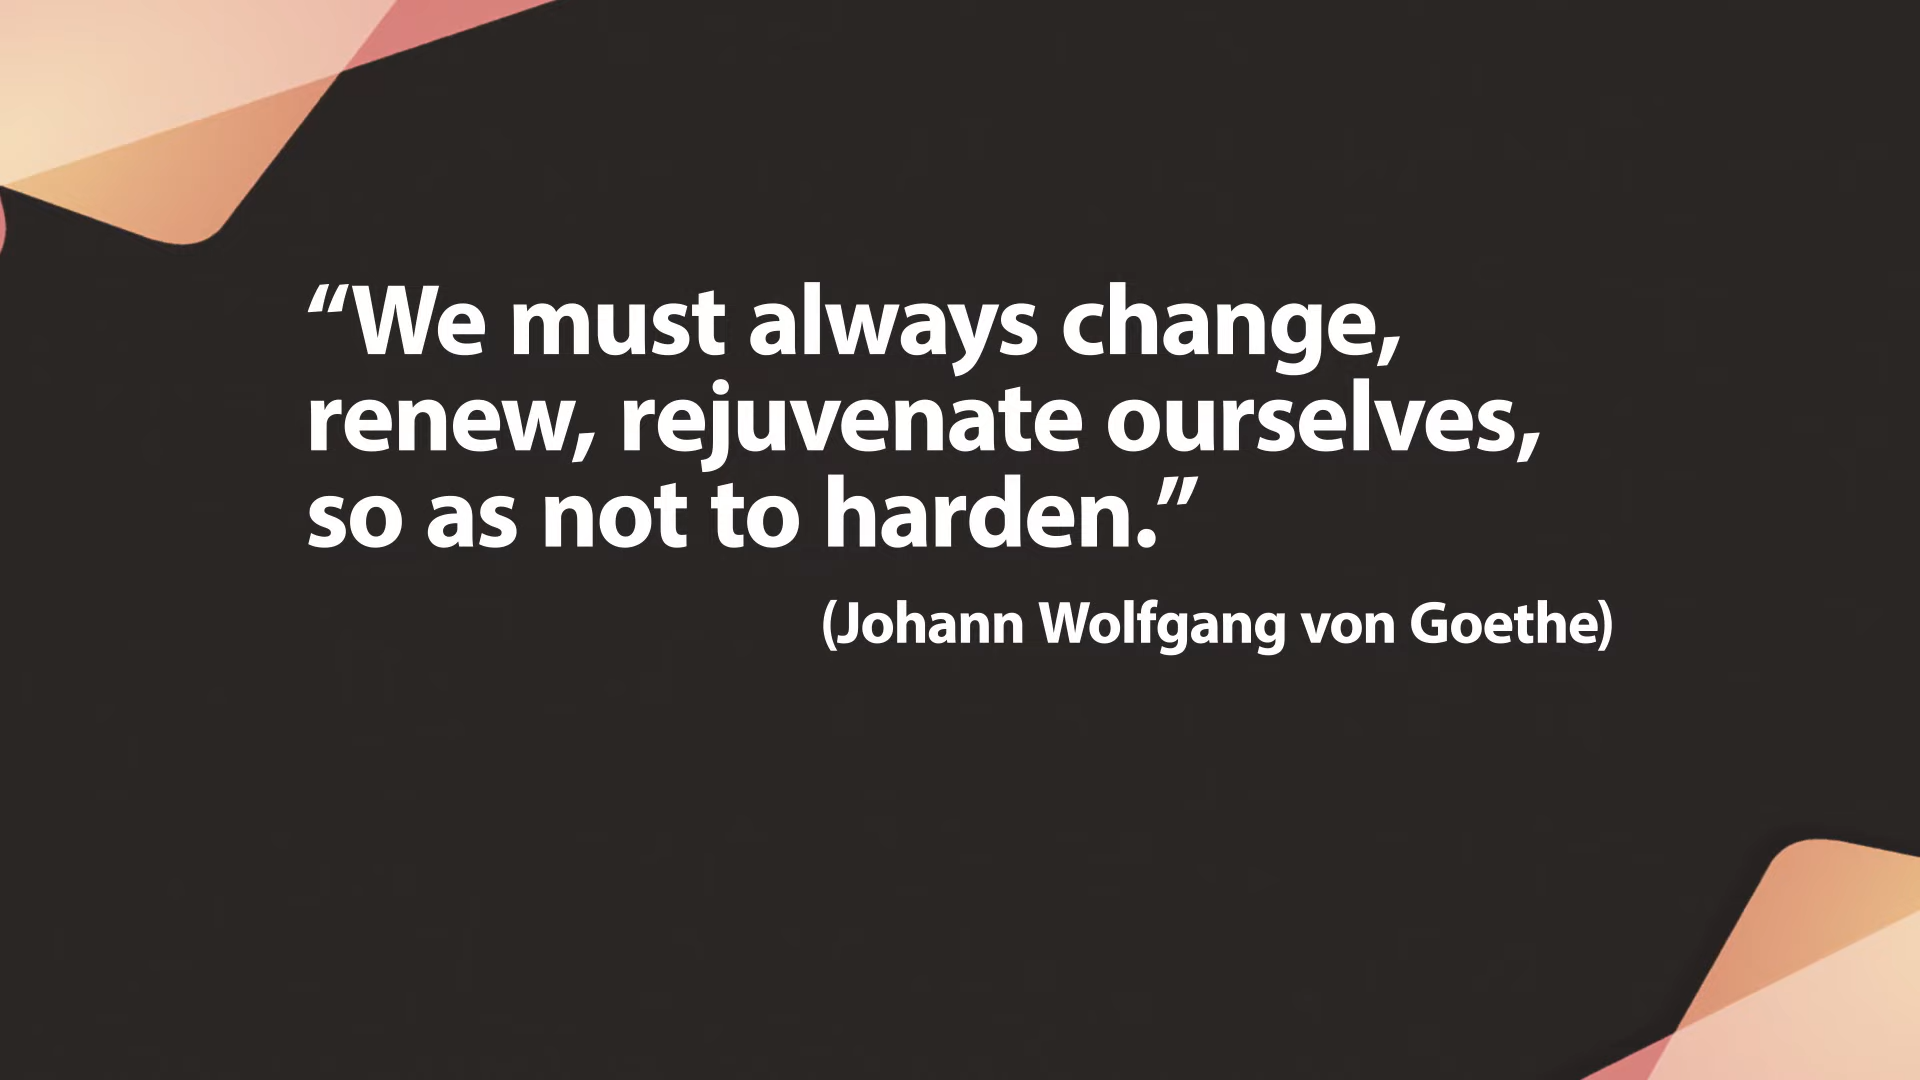 “We must always change,
renew, rejuvenate ourselves,
so as not to harden.”
(Johann Wolfgang von Goethe)